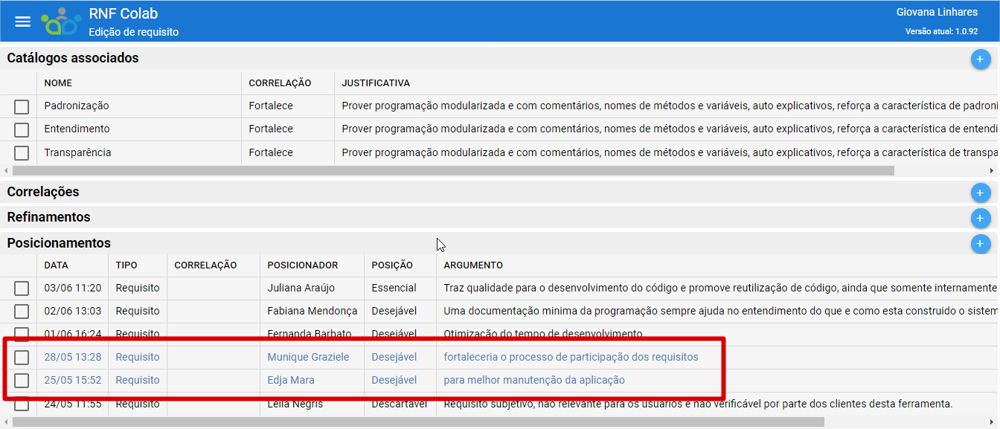 RNF Colab
Edição de requisito
Giovana Linhares
Versão atual: 1.0.92
Catálogos associados
NOME CORRELAÇÃO JUSTIFICATIVA
Padronização Fortalece Prover programação modularizada e com comentários, nomes de métodos e variáveis, auto explicativos, reforça a característica de padroni
Entendimento Fortalece Prover programação modularizada e com comentários, nomes de métodos e variáveis, auto explicativos, reforça a característica de entendi
Transparência Fortalece Prover programação modularizada e com comentários, nomes de métodos e variáveis, auto explicativos, reforça a característica de transpa
Correlações
Refinamentos
Posicionamentos
DATA TIPO CORRELAÇÃO POSICIONADOR POSIÇÃO ARGUMENTO
03/06 11:20 Requisito Juliana Araújo Essencial Traz qualidade para o desenvolvimento do código e promove reutilização de código, ainda que somente internamente
02/06 13:03 Requisito Fabiana Mendonça Desejável Uma documentação minima da programação sempre ajuda no entendimento do que e como esta construido o sistem
01/06 16:24 Requisito Fernanda Barbato Desejável Otimização do tempo de desenvolvimento
28/05 13:28 Requisito Munique Graziele Desejável fortaleceria o processo de participação dos requisitos
25/05 15:52 Requisito Edja Mara Desejável para melhor manutenção da aplicação
24/05 11:55 Requisito Leila Negris Descartável Requisito subjetivo, não relevante para os usuários e não verificável por parte dos clientes desta ferramenta.